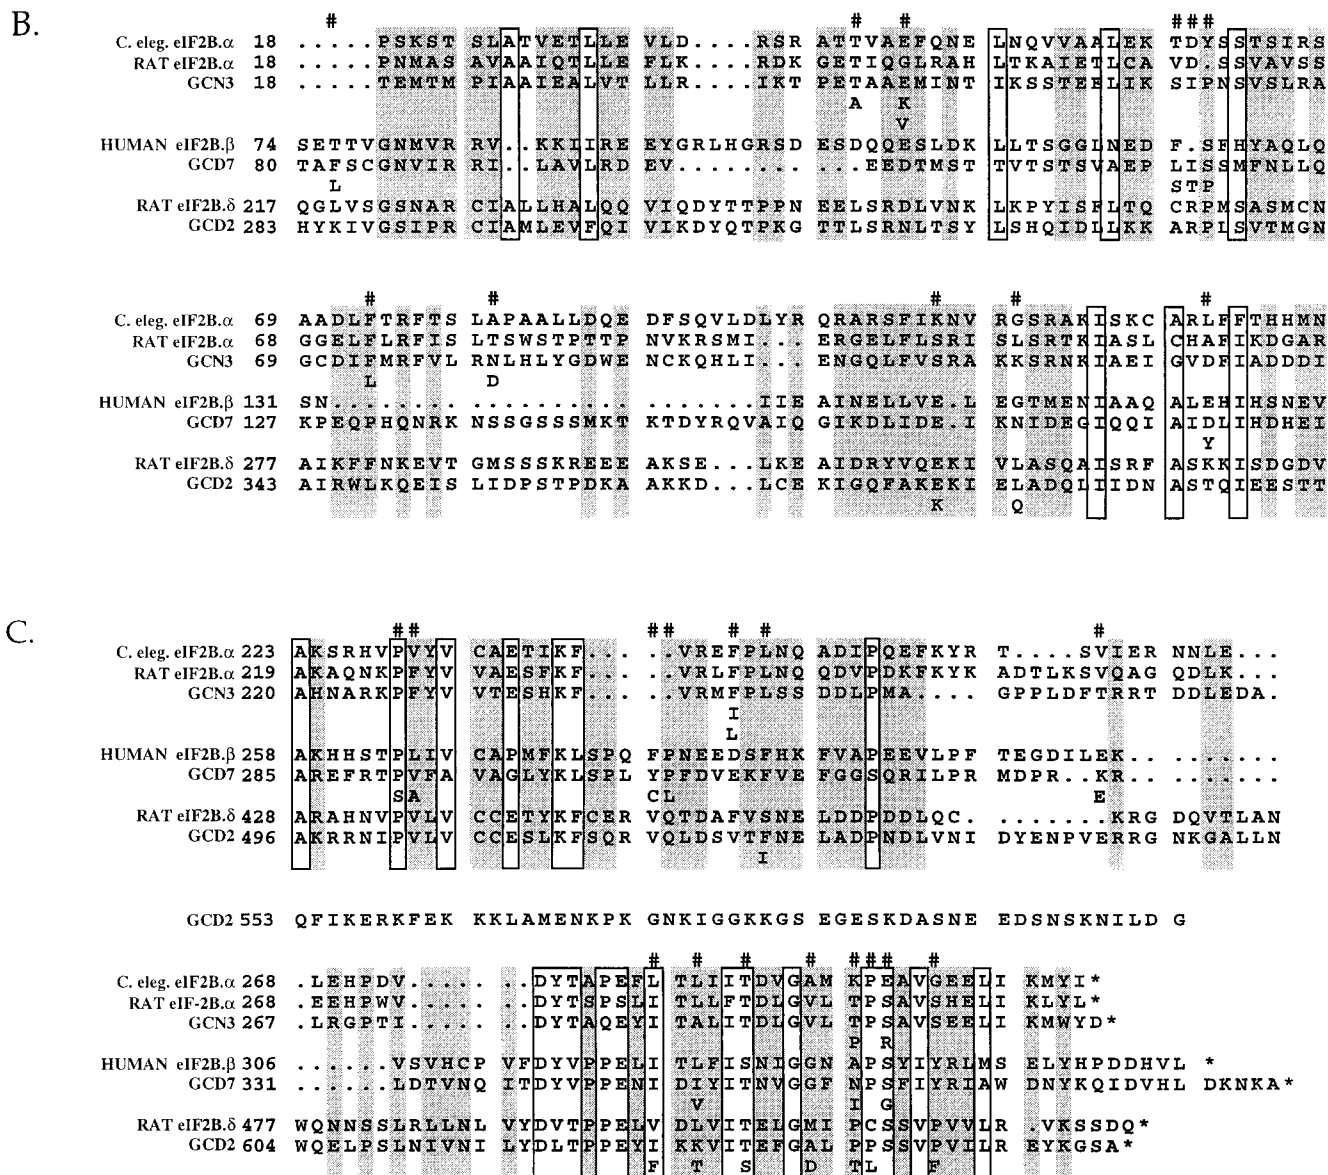 B.
# # # # # #
C. eleg. eIF2B.α 18 .....PSKST SLATVETLLE VLD....RSR ATTVAEFQNE LNQVVAALEK TDYSSTSIRS
RAT eIF2B.α 18 .....PNMAS AVAAIQTLLE FLK....RDK GETIQGLRAH LTKAIETLCA VD.SSVAVSS
GCN3 18 .....TEMTM PIAAIEALVT LLR....IKT PETAAEMINT IKSSTEELIK SIPNSVSLRA
A K
V
HUMAN eIF2B.β 74 SETTVGNMVR RV..KKIIRE EYGRLHGRSD ESDQQESLDK LLTSGGLNED F.SFHYAQLQ
GCD7 80 TAFSCGNVIR RI..LAVLRD EV........ ...EEDTMST TVTSTSVAEP LISSMFNLLQ
L STP
RAT eIF2B.δ 217 QGLVSGSNAR CIALLHALQQ VIQDYTTPPN EELSRDLVNK LKPYISFLTQ CRPMSASMCN
GCD2 283 HYKIVGSIPR CIAMLEVFQI VIKDYQTPKG TTLSRNLTSY LSHQIDLLKK ARPLSVTMGN
# # # # #
C. eleg. eIF2B.α 69 AADLFTRFTS LAPAALLDQE DFSQVLDLYR QRARSFIKNV RGSRAKISKC ARLFFTHHMN
RAT eIF2B.α 68 GGELFLRFIS LTSWSTPTTP NVKRSMI... ERGELFLSRI SLSRTKIASL CHAFIKDGAR
GCN3 69 GCDIFMRFVL RNLHLYGDWE NCKQHLI... ENGQLFVSRA KKSRNKIAEI GVDFIADDDI
L D
HUMAN eIF2B.β 131 SN........ .......... .........IIE AINELLVE.L EGTMENIAAQ ALEHIHSNEV
GCD7 127 KPEQPHQNRK NSSGSSSMKT KTDYRQVAIQ GIKDLIDE.I KNIDEGIQQI AIDLIHDHEI
Y
RAT eIF2B.δ 277 AIKFFNKEVT GMSSSKREEE AKSE...LKE AIDRYVQEKI VLASQAISRF ASKKISDGDV
GCD2 343 AIRWLKQEIS LIDPSTPDKA AKKD...LCE KIGQFAKEKI ELADQLIIDN ASTQIEESTT
K Q
C.
## ## # # #
C. eleg. eIF2B.α 223 AKSRHVPVYV CAETIKF... ..VREFPLNQ ADIPQEFKYR T....SVIER NNLE...
RAT eIF2B.α 219 AKAQNKPFYV VAESFKF... ..VRLFPLNQ QDVPDKFKYK ADTLKSVQAG QDLK...
GCN3 220 AHNARKPFYV VTESHKF... ..VRMFPLSS DDLPMA.... GPPLDFTRRT DDLEDA.
I
L
HUMAN eIF2B.β 258 AKHHSTPLIV CAPMFKLSPQ FPNEEDSFHK FVAPEEVLPF TEGDILEK.. .......
GCD7 285 AREFRTPVFA VAGLYKLSPL YPFDVEKFVE FGGSQRILPR MDPR..KR.. .......
SA CL E
RAT eIF2B.δ 428 ARAHNVPVLV CCETYKFCER VQTDAFVSNE LDDPDDLQC. ......KRG DQVTLAN
GCD2 496 AKRRNIPVLV CCESLKFSQR VQLDSVTFNE LADPNDLVNI DYENPVERRG NKGALLN
I
GCD2 553 QFIKERKFEK KKLAMENKPK GNKIGGKKGS EGESKDASNE EDSNSKNILD G
# # # # ### #
C. eleg. eIF2B.α 268 .LEHPDV... ...DYTAPEFL TLIITDVGAM KPEAVGEELI KMYI*
RAT eIF-2B.α 268 .EEHPWV... ...DYTSPSLI TLLFTDLGVL TPSAVSHELI KLYL*
GCN3 267 .LRGPTI... ...DYTAQEYI TALITDLGVL TPSAVSEELI KMWYD*
P R
HUMAN eIF2B.β 306 ......VSVHCP VFDYVPPELI TLFISNIGGN APSYIYRLMS ELYHPDDHVL *
GCD7 331 ......LDTVNQ ITDYVPPENI DIYITNVGGF NPSFIYRIAW DNYKQIDVHL DKNKA*
V I G
RAT eIF2B.δ 477 WQNNSSLRLLNL VYDVTPPELV DLVITELGMI PCSSVPVVLR .VKSSDQ*
GCD2 604 WQELPSLNIVNI LYDLTPPEYI KKVITEFGAL PPSSVPVILR EYKGSA*
F T S D TL F